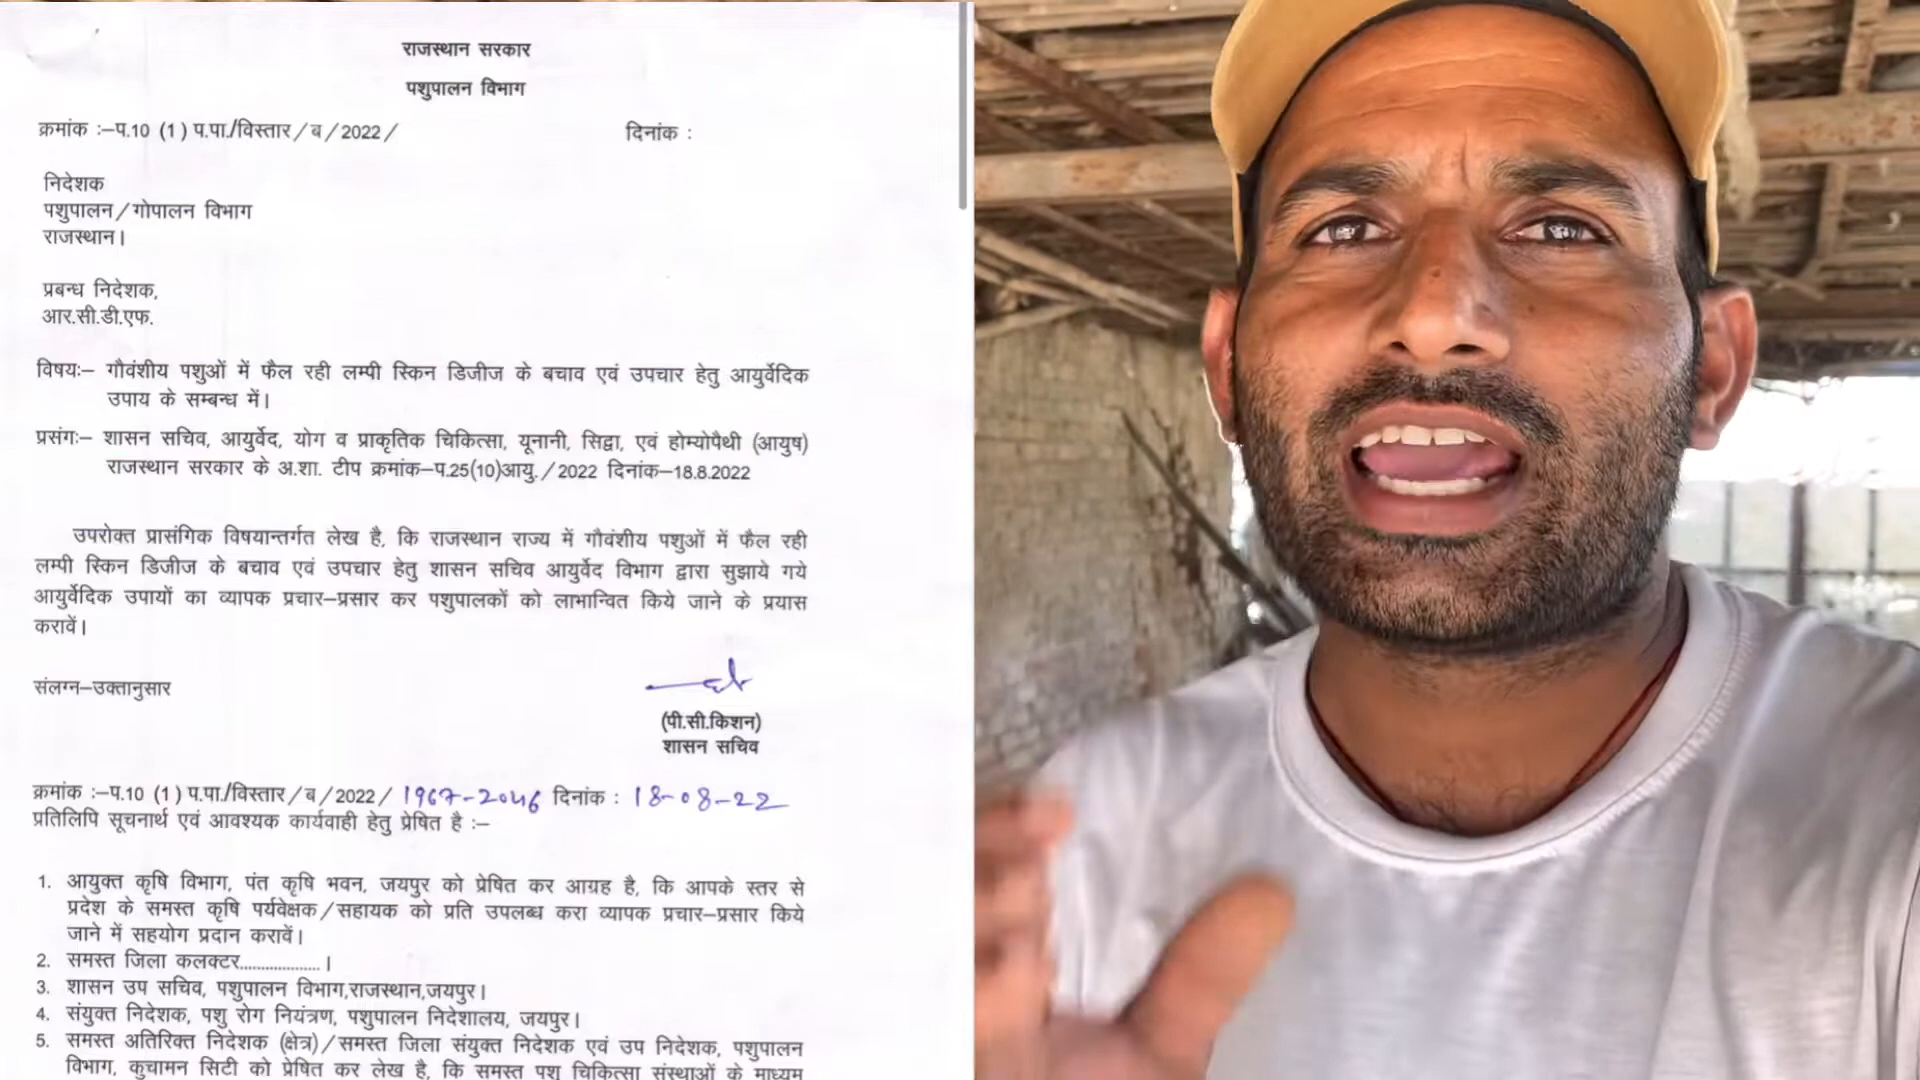 राजस्थान सरकार
पशुपालन विभाग
क्रमांक :–प.10 (1) प.पा./विस्तार/ब/2022/ दिनांक :
निदेशक
पशुपालन/गोपालन विभाग
राजस्थान।
प्रबन्ध निदेशक,
आर.सी.डी.एफ.
विषयः– गौवंशीय पशुओं में फैल रही लम्पी स्किन डिजीज के बचाव एवं उपचार हेतु आयुर्वेदिक
उपाय के सम्बन्ध में।
प्रसंगः– शासन सचिव, आयुर्वेद, योग व प्राकृतिक चिकित्सा, यूनानी, सिद्वा, एवं होम्योपैथी (आयुष)
राजस्थान सरकार के अ.शा. टीप क्रमांक–प.25(10)आयु./2022 दिनांक–18.8.2022
उपरोक्त प्रासंगिक विषयान्तर्गत लेख है, कि राजस्थान राज्य में गौवंशीय पशुओं में फैल रही
लम्पी स्किन डिजीज के बचाव एवं उपचार हेतु शासन सचिव आयुर्वेद विभाग द्वारा सुझाये गये
आयुर्वेदिक उपायों का व्यापक प्रचार–प्रसार कर पशुपालकों को लाभान्वित किये जाने के प्रयास
करावें।
संलग्न–उक्तानुसार
(पी.सी.किशन)
शासन सचिव
क्रमांक :–प.10 (1) प.पा./विस्तार/ब/2022/ 1967-2046 दिनांक : 18-08-22
प्रतिलिपि सूचनार्थ एवं आवश्यक कार्यवाही हेतु प्रेषित है :–
1. आयुक्त कृषि विभाग, पंत कृषि भवन, जयपुर को प्रेषित कर आग्रह है, कि आपके स्तर से
प्रदेश के समस्त कृषि पर्यवेक्षक/सहायक को प्रति उपलब्ध करा व्यापक प्रचार–प्रसार किये
जाने में सहयोग प्रदान करावें।
2. समस्त जिला कलक्टर....................।
3. शासन उप सचिव, पशुपालन विभाग,राजस्थान,जयपुर।
4. संयुक्त निदेशक, पशु रोग नियंत्रण, पशुपालन निदेशालय, जयपुर।
5. समस्त अतिरिक्त निदेशक (क्षेत्र)/समस्त जिला संयुक्त निदेशक एवं उप निदेशक, पशुपालन
विभाग, कुचामन सिटी को प्रेषित कर लेख है, कि समस्त पशु चिकित्सा संस्थाओं के माध्यम